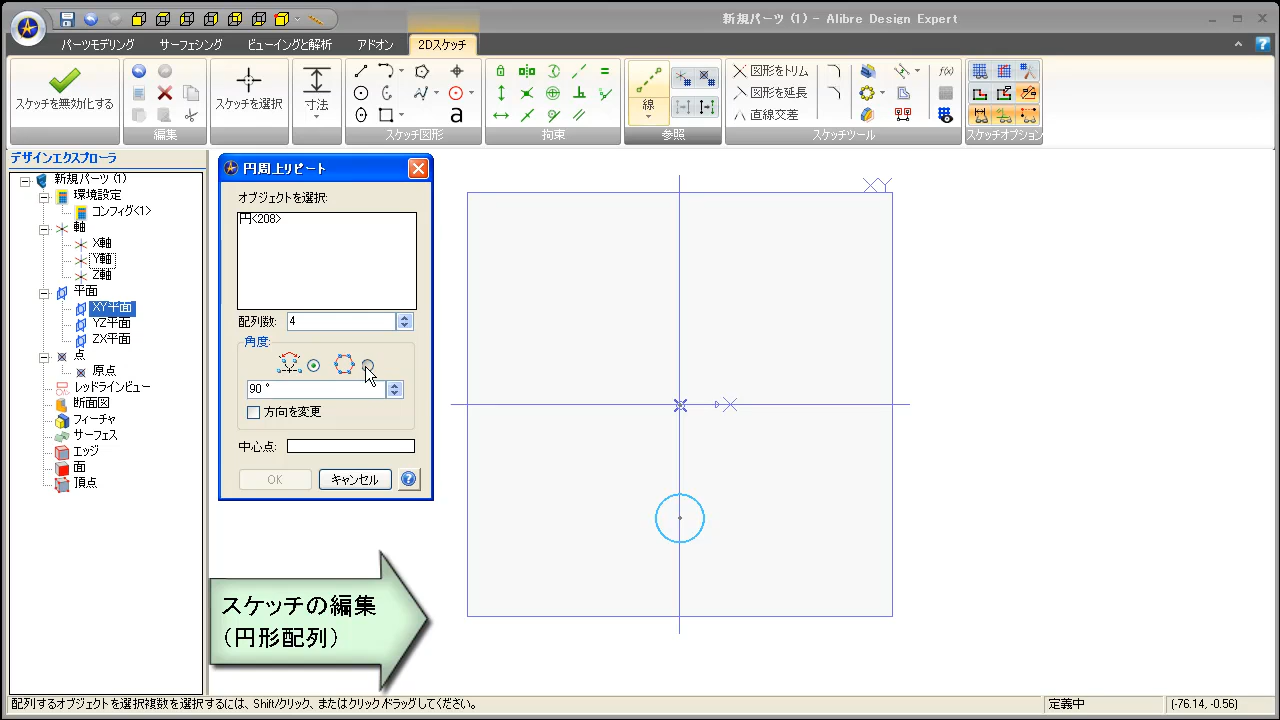 新規パーツ (1) - Alibre Design Expert
パーツモデリング サーフェシング ビューイングと解析 アドオン 2Dスケッチ
スケッチを無効化する
編集
スケッチを選択
寸法
a
スケッチ図形
拘束
線
参照
図形をトリム
図形を延長
直線交差
f(x)
スケッチツール
スケッチオプション
デザインエクスプローラ
新規パーツ (1)
環境設定
コンフィグ<1>
軸
X軸
Y軸
Z軸
平面
XY平面
YZ平面
ZX平面
点
原点
レッドラインビュー
断面図
フィーチャ
サーフェス
エッジ
面
頂点
円周上リピート
オブジェクトを選択:
円<208>
配列数: 4
角度:
90 °
方向を変更
中心点:
OK キャンセル
XY
X
スケッチの編集
（円形配列）
配列するオブジェクトを選択複数を選択するには、Shift/クリック、またはクリック/ドラッグしてください。
定義中
(-76.14, -0.56)